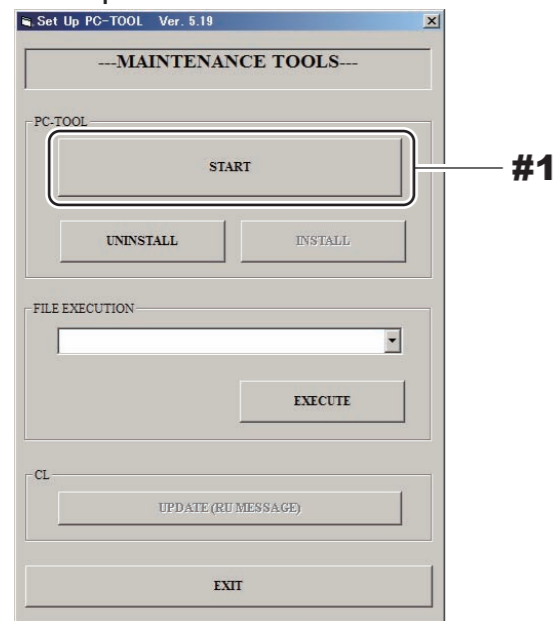 Set Up PC-TOOL Ver. 5.19
---MAINTENANCE TOOLS---
PC-TOOL
START
#1
UNINSTALL INSTALL
FILE EXECUTION
EXECUTE
CL
UPDATE (RU MESSAGE)
EXIT